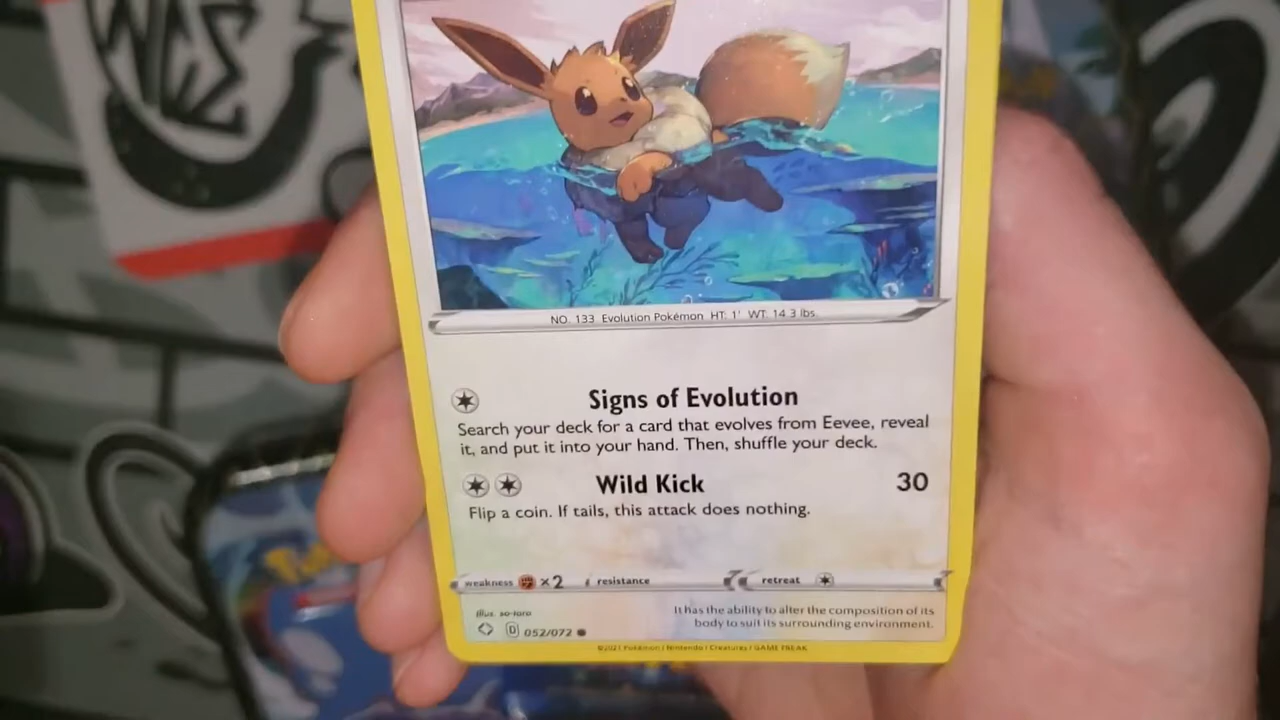 WCE
NO. 133 Evolution Pokémon HT: 1' WT: 14.3 lbs.
Signs of Evolution
Search your deck for a card that evolves from Eevee, reveal
it, and put it into your hand. Then, shuffle your deck.
Wild Kick 30
Flip a coin. If tails, this attack does nothing.
weakness ×2 resistance retreat
Illus. so-taro
It has the ability to alter the composition of its
body to suit its surrounding environment.
D 052/072
©2021 Pokémon / Nintendo / Creatures / GAME FREAK